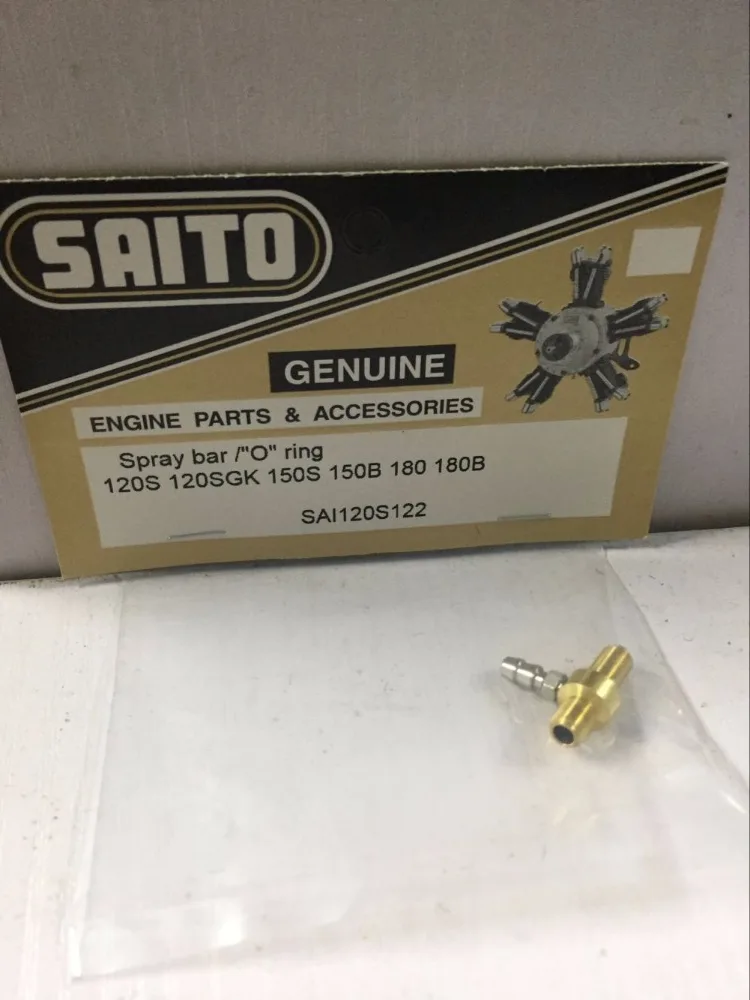 SAITO
GENUINE
ENGINE PARTS & ACCESSORIES
Spray bar /"O" ring
120S 120SGK 150S 150B 180 180B
SAI120S122